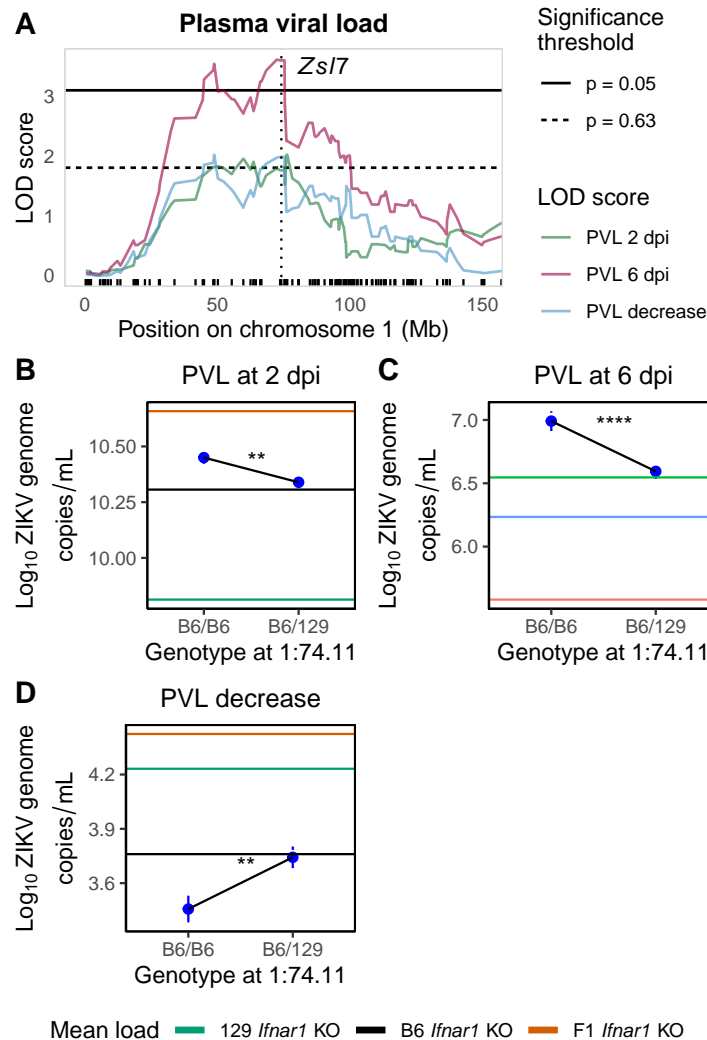 A
Plasma viral load
Zsl7
LOD score
3
2
1
0
0
50
100
150
Position on chromosome 1 (Mb)
Significance
threshold
p = 0.05
p = 0.63
LOD score
PVL 2 dpi
PVL 6 dpi
PVL decrease
B
PVL at 2 dpi
Log10 ZIKV genome
copies/mL
10.50
10.25
10.00
**
B6/B6
B6/129
Genotype at 1:74.11
C
PVL at 6 dpi
Log10 ZIKV genome
copies/mL
7.0
6.5
6.0
****
B6/B6
B6/129
Genotype at 1:74.11
D
PVL decrease
Log10 ZIKV genome
copies/mL
4.2
3.9
3.6
**
B6/B6
B6/129
Genotype at 1:74.11
Mean load 129 Ifnar1 KO B6 Ifnar1 KO F1 Ifnar1 KO